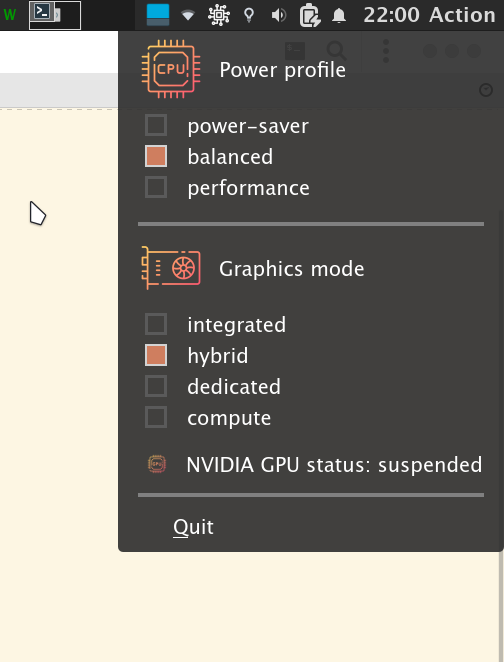 W
22:00 Action
CPU
Power profile
power-saver
balanced
performance
Graphics mode
integrated
hybrid
dedicated
compute
NVIDIA GPU status: suspended
Quit